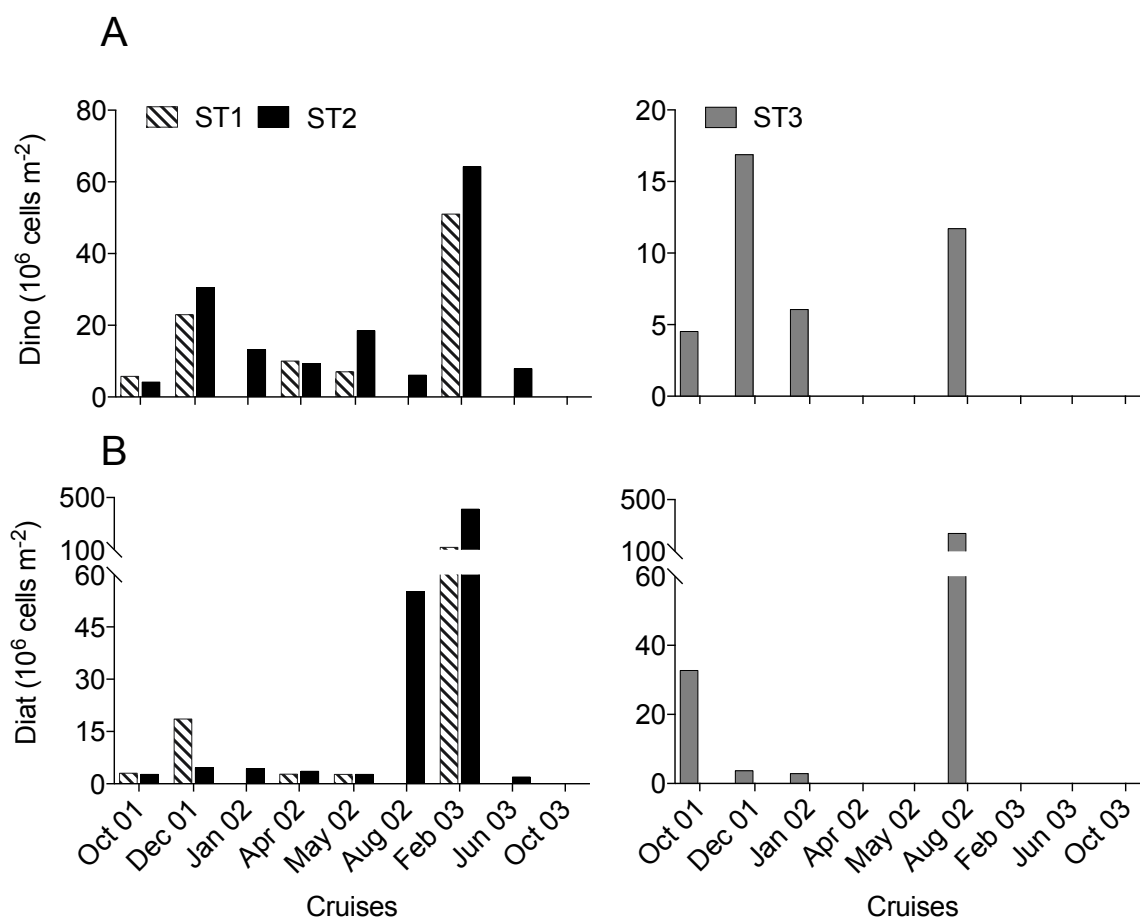 A
ST1 ST2
Dino (10⁶ cells m⁻²)
80
60
40
20
0
ST3
20
15
10
5
0
B
Diat (10⁶ cells m⁻²)
500
100
60
45
30
15
0
Oct 01 Dec 01 Jan 02 Apr 02 May 02 Aug 02 Feb 03 Jun 03 Oct 03
Cruises
500
100
60
40
20
0
Oct 01 Dec 01 Jan 02 Apr 02 May 02 Aug 02 Feb 03 Jun 03 Oct 03
Cruises